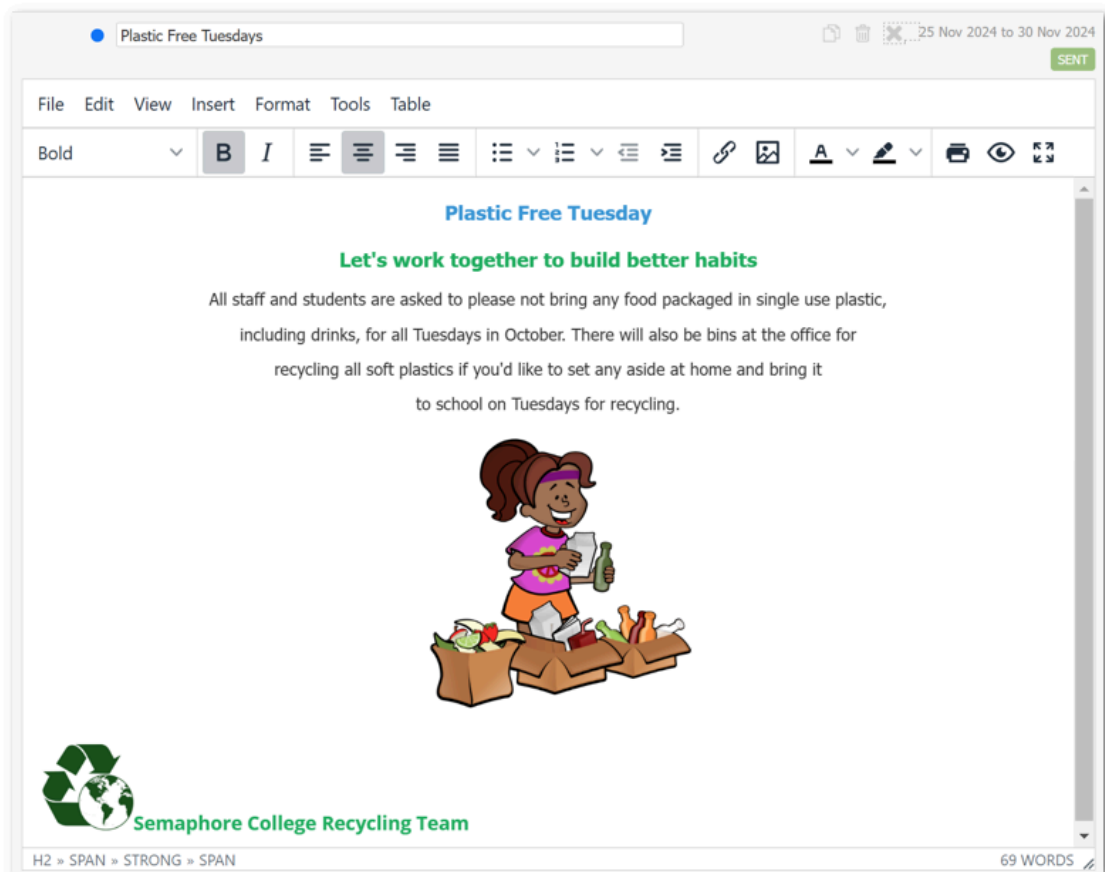 Plastic Free Tuesdays
25 Nov 2024 to 30 Nov 2024
SENT
File Edit View Insert Format Tools Table
Bold B I A
Plastic Free Tuesday
Let's work together to build better habits
All staff and students are asked to please not bring any food packaged in single use plastic,
including drinks, for all Tuesdays in October. There will also be bins at the office for
recycling all soft plastics if you'd like to set any aside at home and bring it
to school on Tuesdays for recycling.
Semaphore College Recycling Team
H2 » SPAN » STRONG » SPAN 69 WORDS